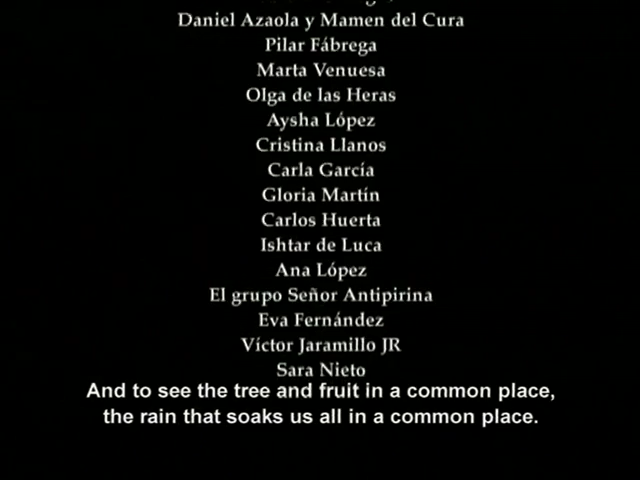 Daniel Azaola y Mamen del Cura
Pilar Fábrega
Marta Venuesa
Olga de las Heras
Aysha López
Cristina Llanos
Carla García
Gloria Martín
Carlos Huerta
Ishtar de Luca
Ana López
El grupo Señor Antipirina
Eva Fernández
Víctor Jaramillo JR
Sara Nieto
And to see the tree and fruit in a common place,
the rain that soaks us all in a common place.